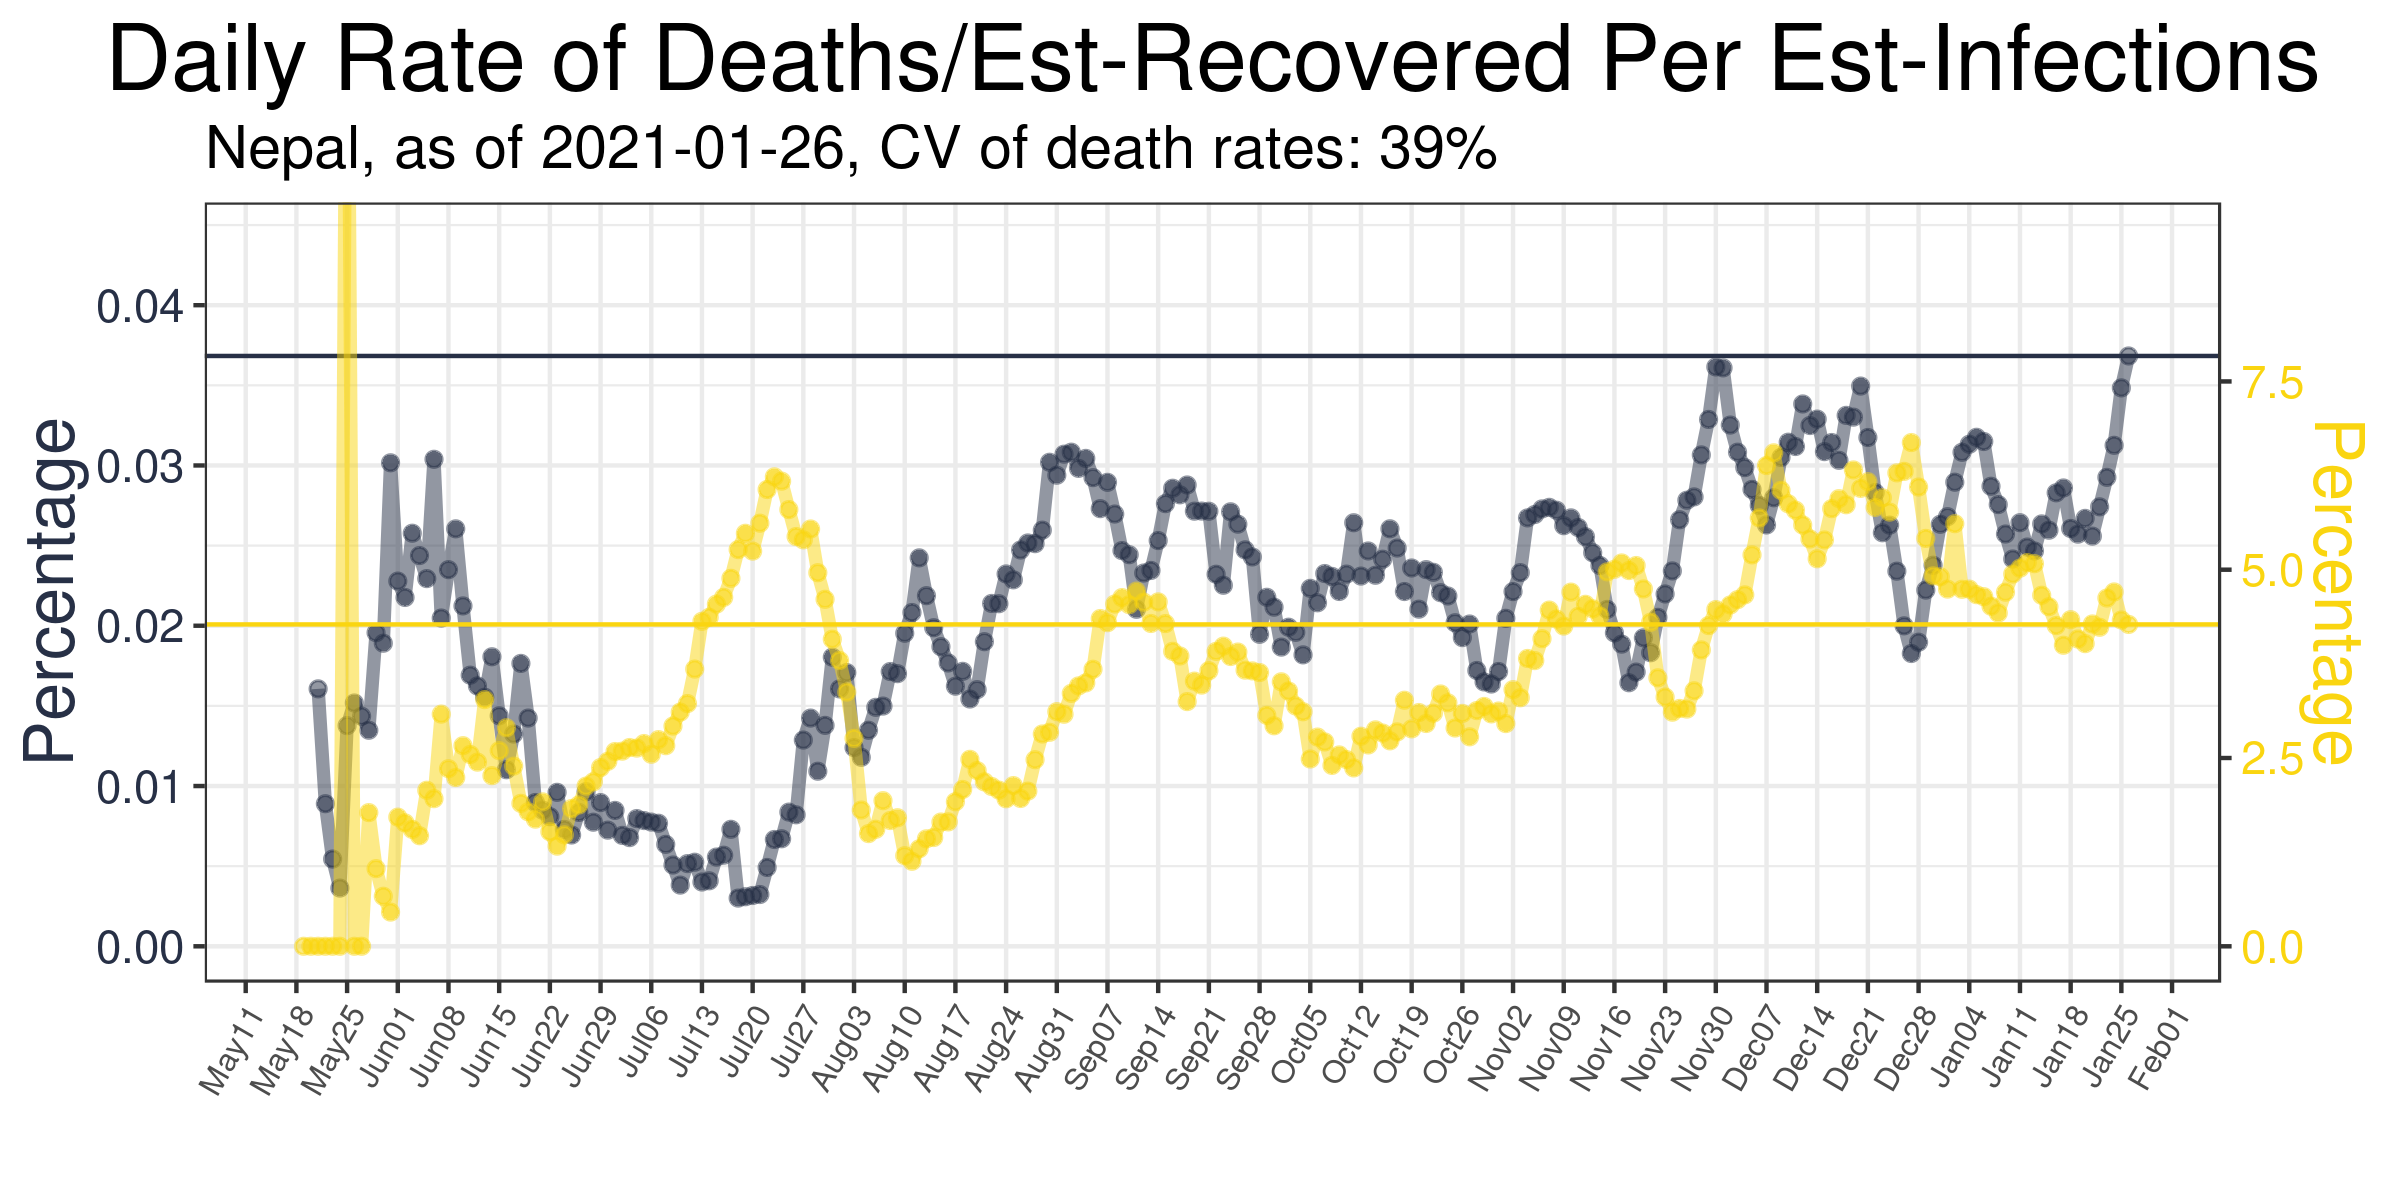 Daily Rate of Deaths/Est-Recovered Per Est-Infections
Nepal, as of 2021-01-26, CV of death rates: 39%
Percentage
0.04
0.03
0.02
0.01
0.00
7.5
5.0
2.5
0.0
Percentage
May11 May18 May25 Jun01 Jun08 Jun15 Jun22 Jun29 Jul06 Jul13 Jul20 Jul27 Aug03 Aug10 Aug17 Aug24 Aug31 Sep07 Sep14 Sep21 Sep28 Oct05 Oct12 Oct19 Oct26 Nov02 Nov09 Nov16 Nov23 Nov30 Dec07 Dec14 Dec21 Dec28 Jan04 Jan11 Jan18 Jan25 Feb01